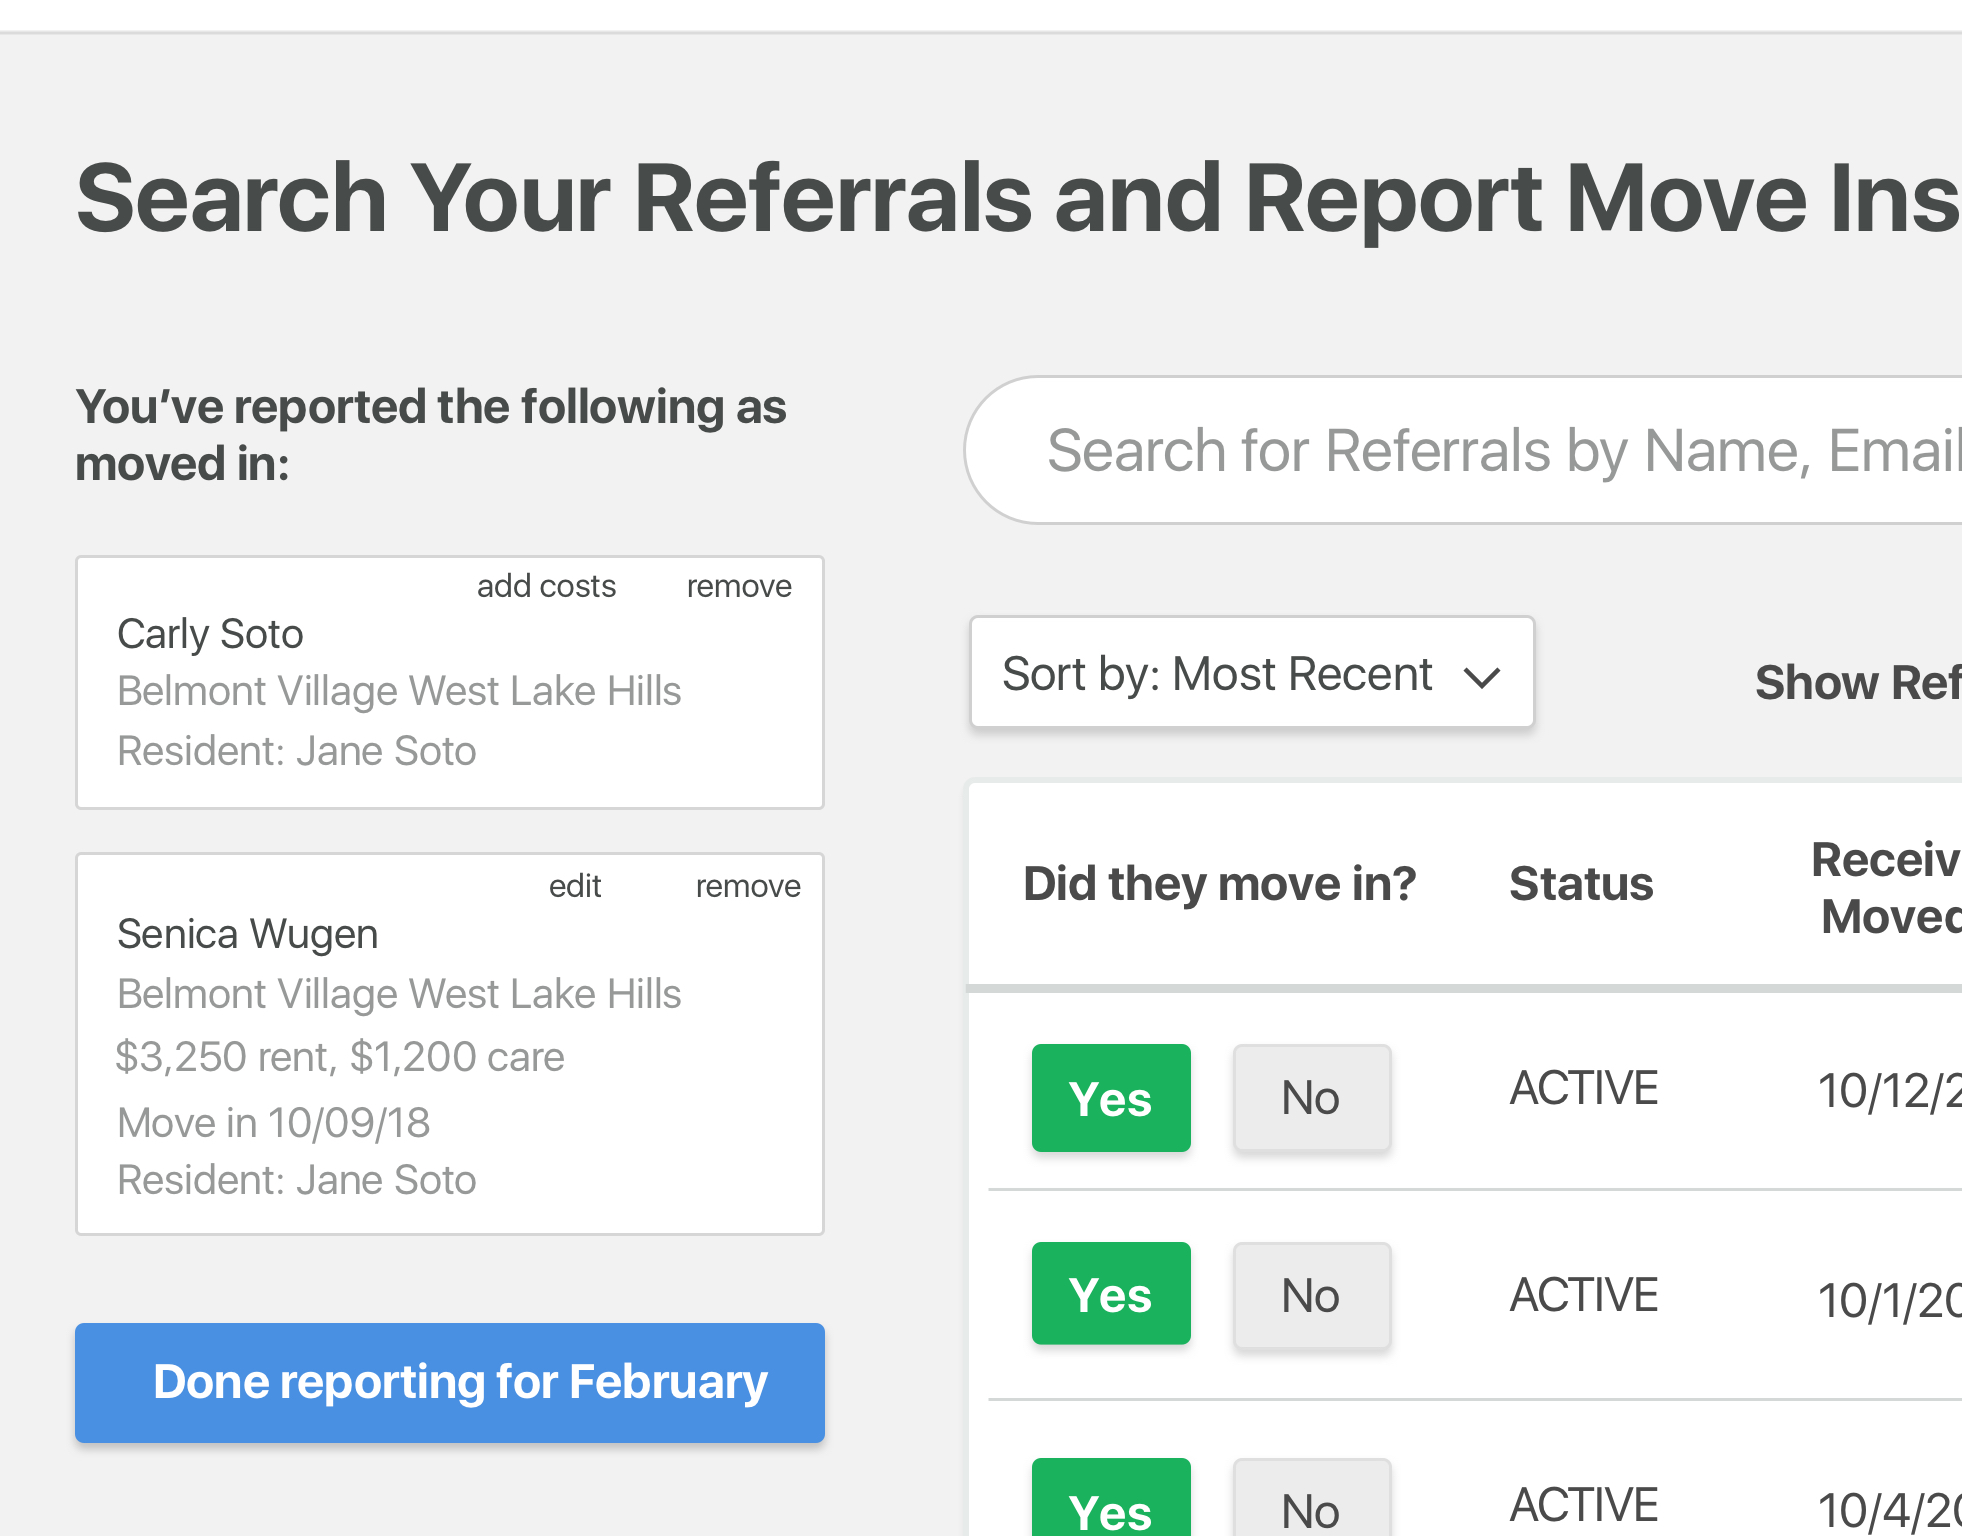 Search Your Referrals and Report Move Ins
You’ve reported the following as
moved in:
add costs remove
Carly Soto
Belmont Village West Lake Hills
Resident: Jane Soto
edit remove
Senica Wugen
Belmont Village West Lake Hills
$3,250 rent, $1,200 care
Move in 10/09/18
Resident: Jane Soto
Done reporting for February
Search for Referrals by Name, Email
Sort by: Most Recent
Show Ref
Did they move in? Status Receiv
Moved
Yes No ACTIVE 10/12/2
Yes No ACTIVE 10/1/20
Yes No ACTIVE 10/4/20